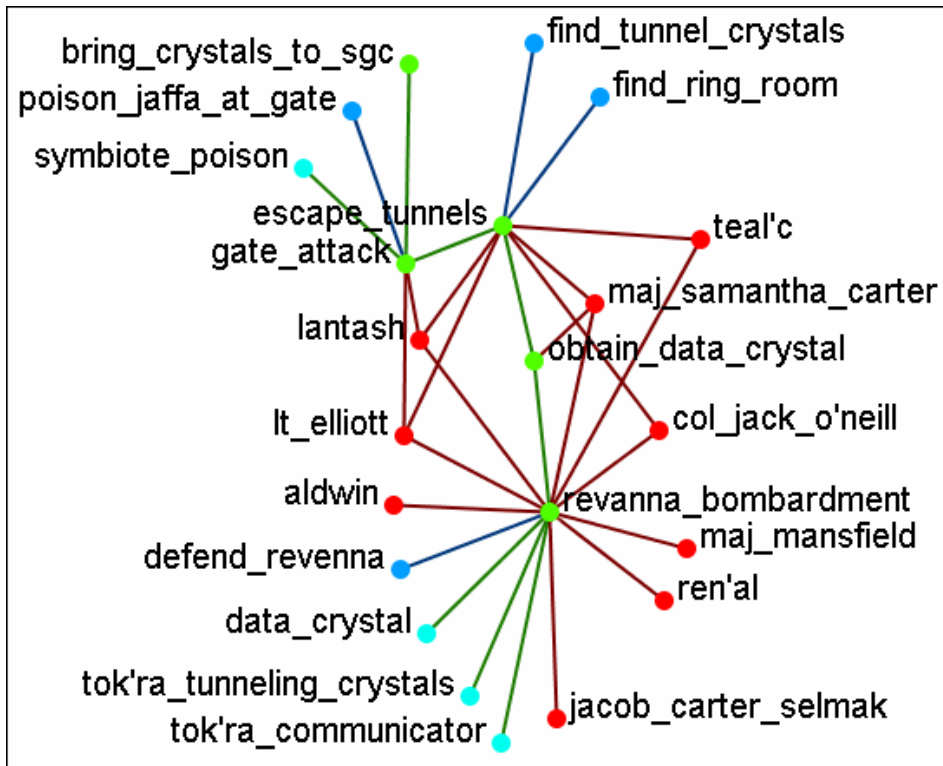 find_tunnel_crystals
bring_crystals_to_sgc
find_ring_room
poison_jaffa_at_gate
symbiote_poison
escape_tunnels
teal'c
gate_attack
maj_samantha_carter
lantash
obtain_data_crystal
lt_elliott
col_jack_o'neill
aldwin
revanna_bombardment
maj_mansfield
defend_revenna
ren'al
data_crystal
tok'ra_tunneling_crystals
jacob_carter_selmak
tok'ra_communicator